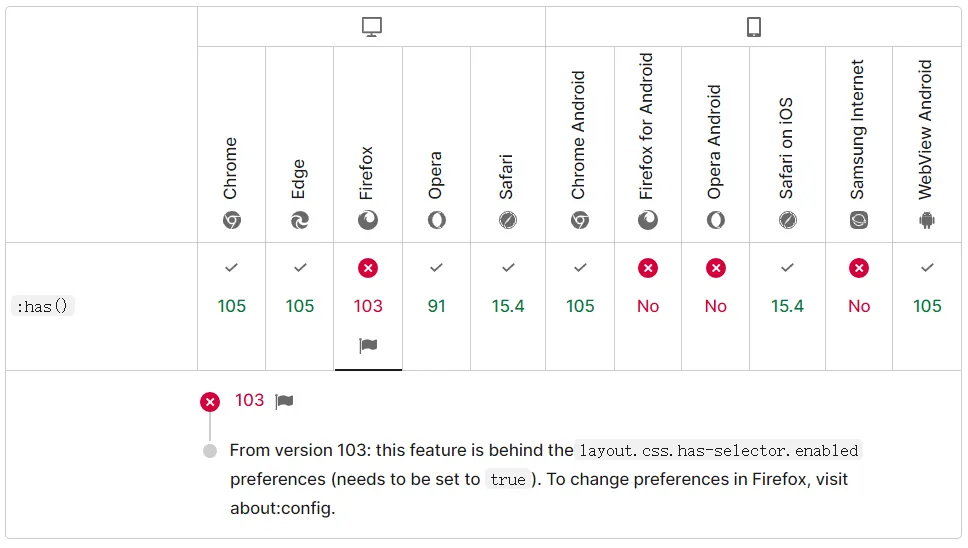 Chrome
Edge
Firefox
Opera
Safari
Chrome Android
Firefox for Android
Opera Android
Safari on iOS
Samsung Internet
WebView Android
:has()
105
105
103
91
15.4
105
No
No
15.4
No
105
103
From version 103: this feature is behind the layout.css.has-selector.enabled
preferences (needs to be set to true). To change preferences in Firefox, visit
about:config.